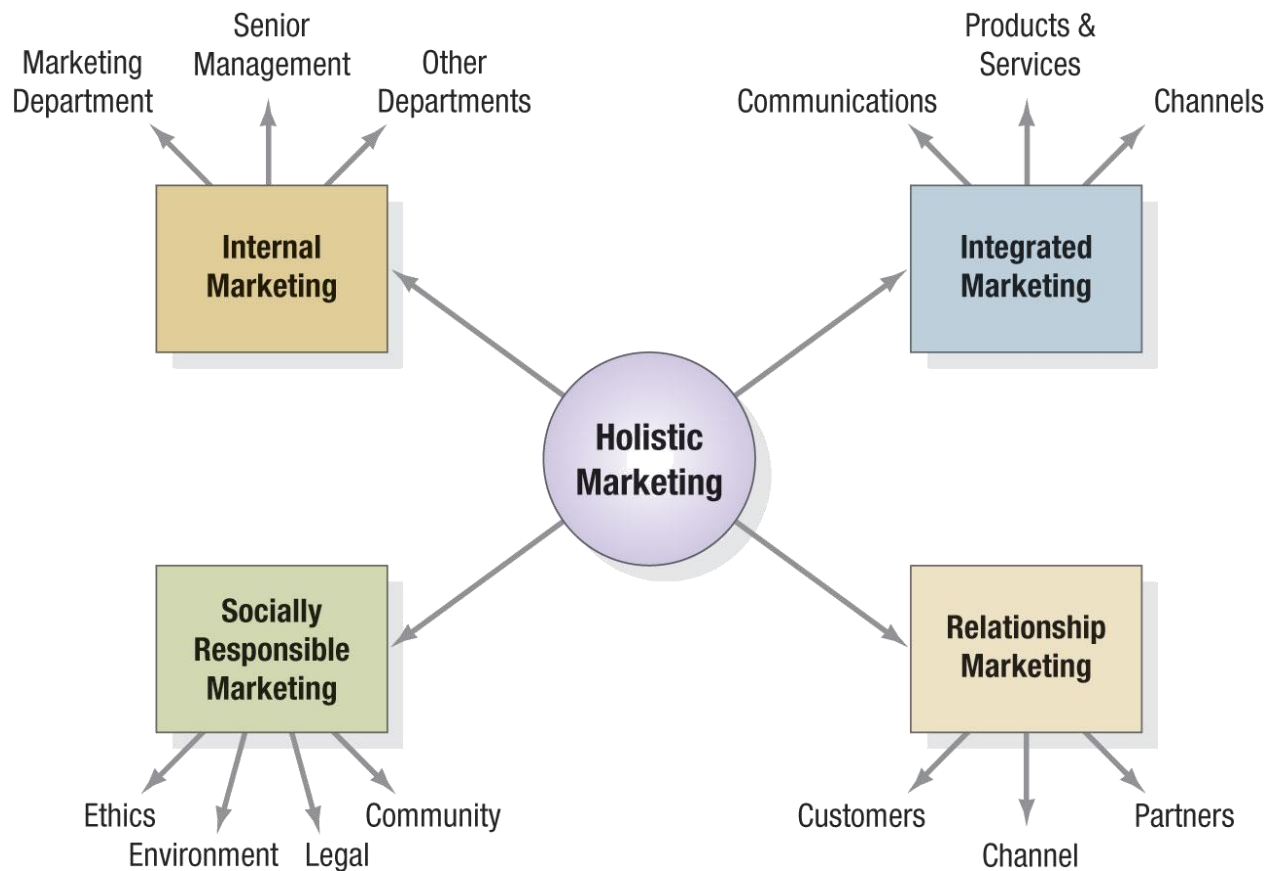 Marketing
Department
Senior
Management
Other
Departments
Internal
Marketing
Communications
Products &
Services
Channels
Integrated
Marketing
Holistic
Marketing
Socially
Responsible
Marketing
Ethics
Environment
Legal
Community
Relationship
Marketing
Customers
Channel
Partners